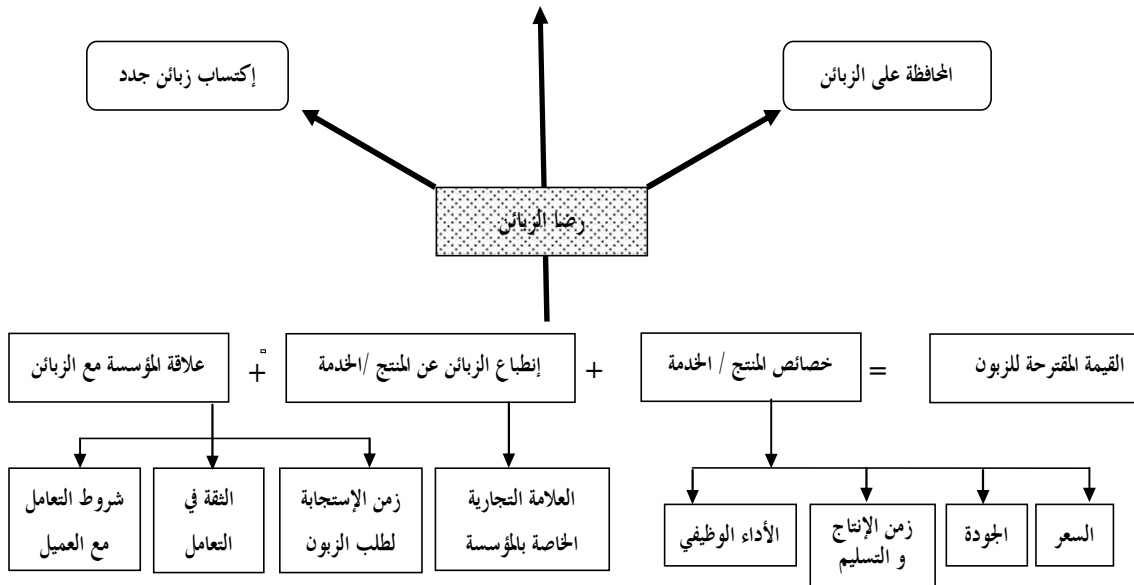 المحافظة على الزبائن
إكتساب زبائن جدد
رضا الزبائن
القيمة المقترحة للزبون
=
خصائص المنتج / الخدمة
+
إنطباع الزبائن عن المنتج /الخدمة
+
علاقة المؤسسة مع الزبائن
السعر
الجودة
زمن الإنتاج
و التسليم
الأداء الوظيفي
العلامة التجارية
الخاصة بالمؤسسة
زمن الإستجابة
لطلب الزبون
الثقة في
التعامل
شروط التعامل
مع العميل